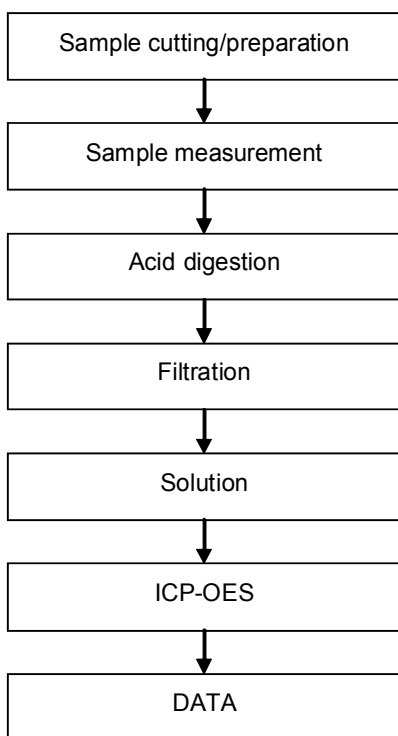 Sample cutting/preparation
Sample measurement
Acid digestion
Filtration
Solution
ICP-OES
DATA